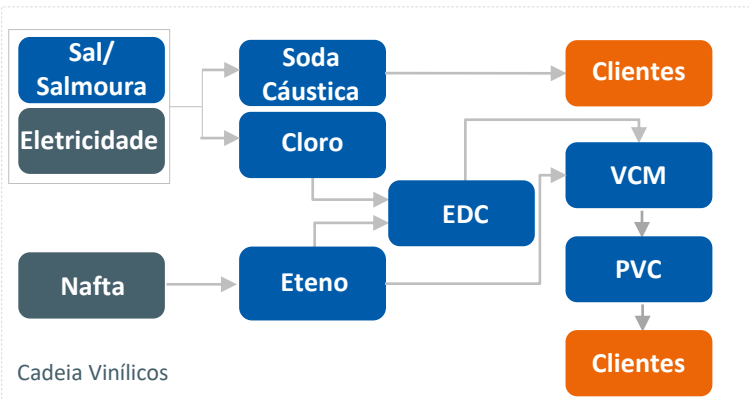 Sal/
Salmoura
Eletricidade
Soda
Cáustica
Clientes
Cloro
VCM
EDC
Nafta
Eteno
PVC
Clientes
Cadeia Vinílicos